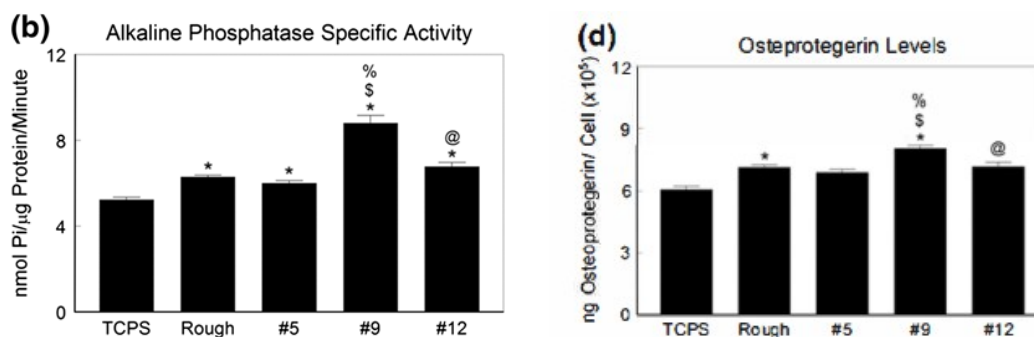 (b)
Alkaline Phosphatase Specific Activity
nmol Pi/µg Protein/Minute
12
8
4
0
*
*
%
$
*
@
*
TCPS Rough #5 #9 #12
(d)
Osteprotegerin Levels
ng Osteoprotegerin/ Cell (x10⁵)
12
9
6
3
0
*
%
$
*
@
TCPS Rough #5 #9 #12